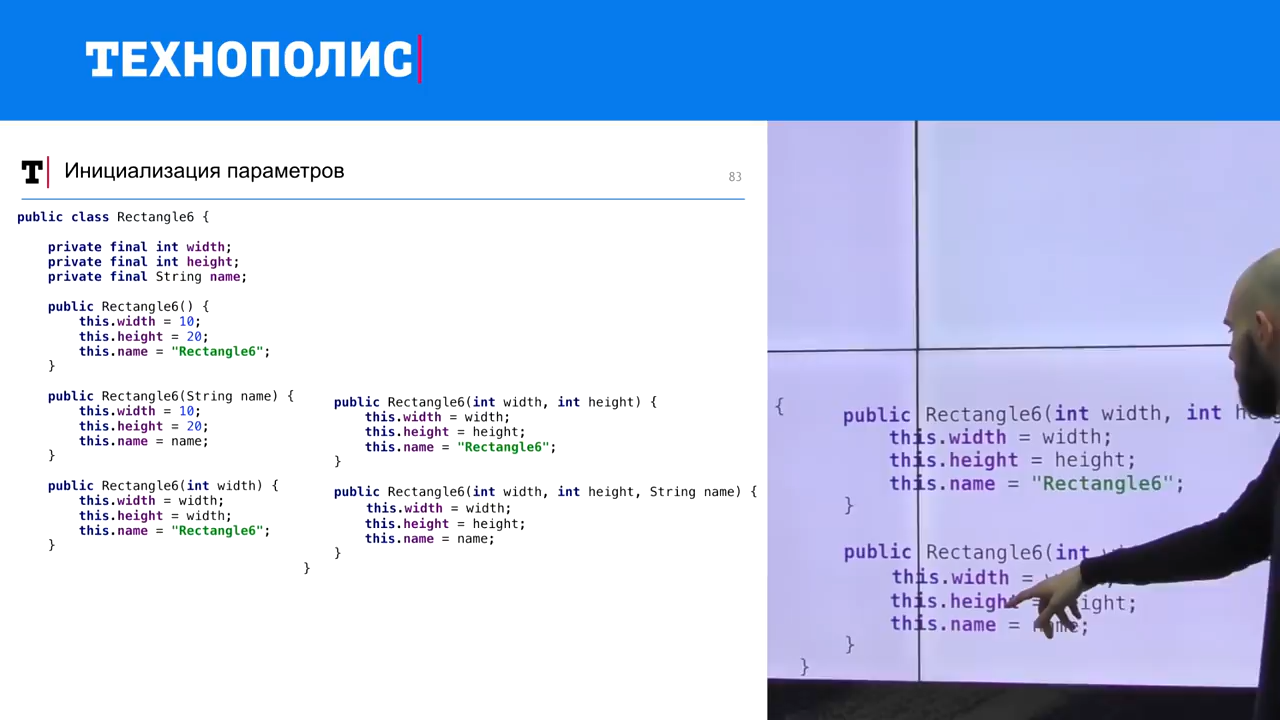 ТЕХНОПОЛИС
Т
Инициализация параметров
83
public class Rectangle6 {
private final int width;
private final int height;
private final String name;
public Rectangle6() {
this.width = 10;
this.height = 20;
this.name = "Rectangle6";
}
public Rectangle6(String name) {
this.width = 10;
this.height = 20;
this.name = name;
}
public Rectangle6(int width) {
this.width = width;
this.height = width;
this.name = "Rectangle6";
}
public Rectangle6(int width, int height) {
this.width = width;
this.height = height;
this.name = "Rectangle6";
}
public Rectangle6(int width, int height, String name) {
this.width = width;
this.height = height;
this.name = name;
}
}
{
public Rectangle6(int width, int
this.width = width;
this.height = height;
this.name = "Rectangle6";
}
public Rectangle6(int
this.width =
this.height =
this.name =
}
}